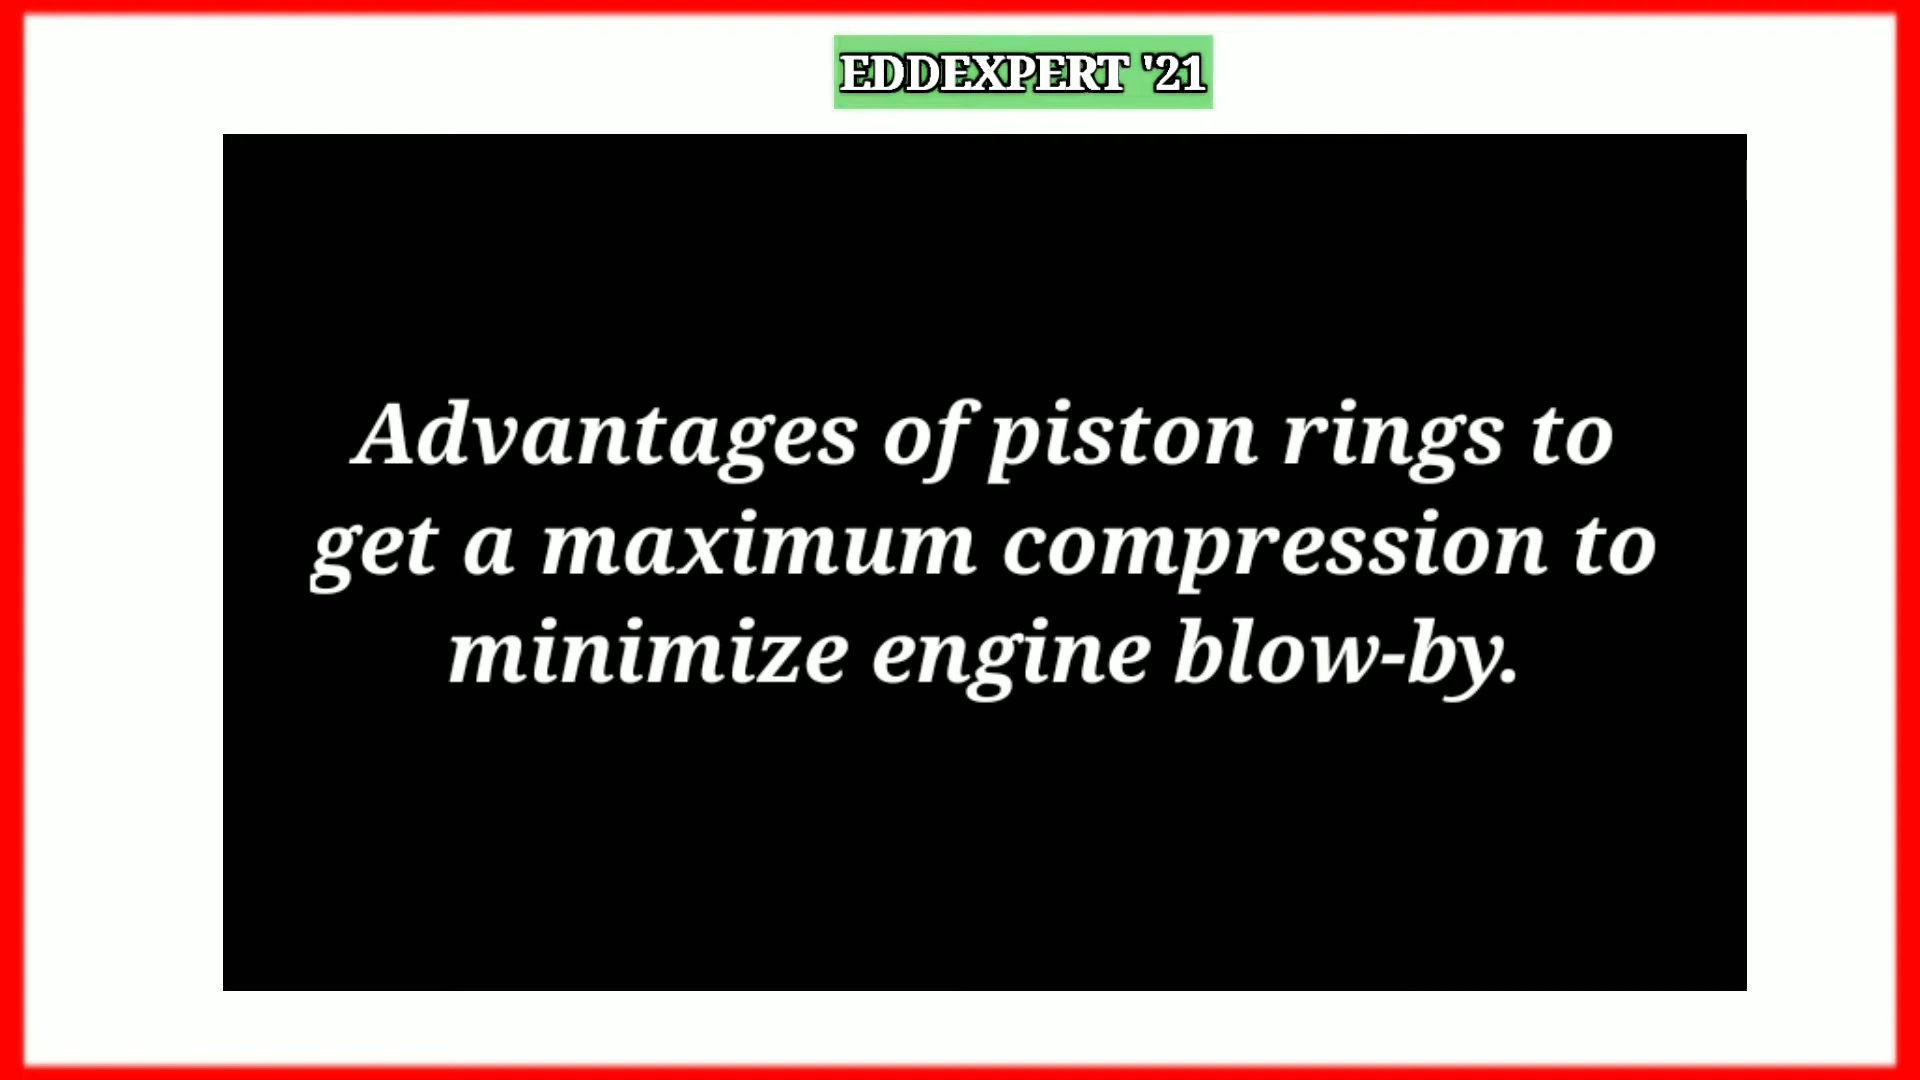 EDDEXPERT '21
Advantages of piston rings to
get a maximum compression to
minimize engine blow-by.